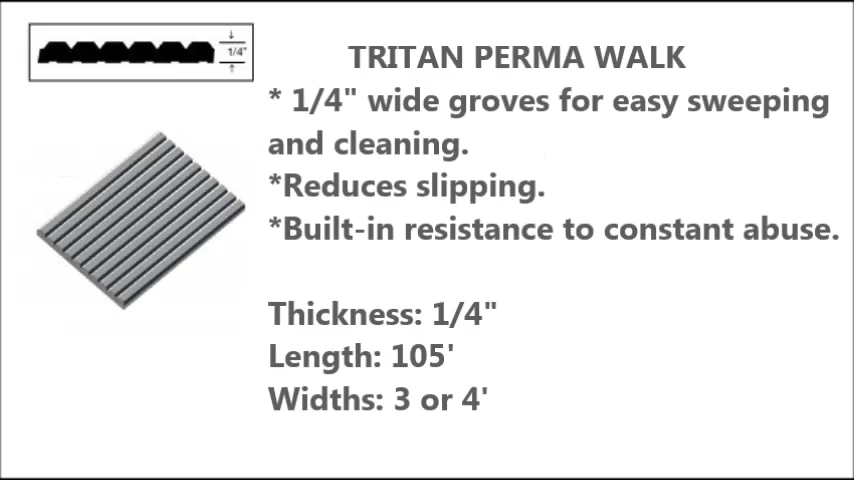 1/4"
TRITAN PERMA WALK
* 1/4" wide groves for easy sweeping
and cleaning.
*Reduces slipping.
*Built-in resistance to constant abuse.
Thickness: 1/4"
Length: 105'
Widths: 3 or 4'